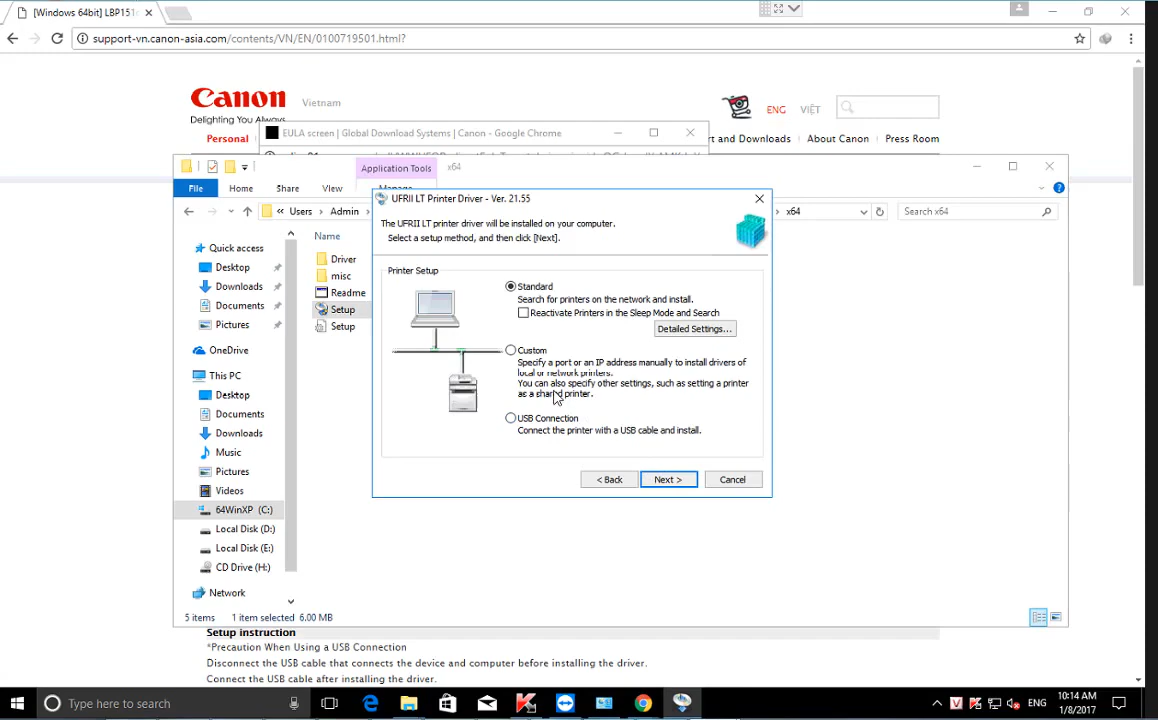 [Windows 64bit] LBP151
support-vn.canon-asia.com/contents/VN/EN/0100719501.html?
Canon
Vietnam
Delighting You Always
ENG
VIỆT
Personal
rt and Downloads
About Canon
Press Room
EULA screen | Global Download Systems | Canon - Google Chrome
Application Tools
x64
File
Home
Share
View
Manage
« Users
Admin
x64
Search x64
Quick access
Desktop
Downloads
Documents
Pictures
OneDrive
This PC
Desktop
Documents
Downloads
Music
Pictures
Videos
64WinXP (C:)
Local Disk (D:)
Local Disk (E:)
CD Drive (H:)
Network
Name
Driver
misc
Readme
Setup
Setup
UFRII LT Printer Driver - Ver. 21.55
The UFRII LT printer driver will be installed on your computer.
Select a setup method, and then click [Next].
Printer Setup
Standard
Search for printers on the network and install.
Reactivate Printers in the Sleep Mode and Search
Detailed Settings...
Custom
Specify a port or an IP address manually to install drivers of
local or network printers.
You can also specify other settings, such as setting a printer
as a shared printer.
USB Connection
Connect the printer with a USB cable and install.
< Back
Next >
Cancel
5 items
1 item selected 6.00 MB
Setup instruction
*Precaution When Using a USB Connection
Disconnect the USB cable that connects the device and computer before installing the driver.
Connect the USB cable after installing the driver.
Type here to search
ENG
10:14 AM
1/8/2017